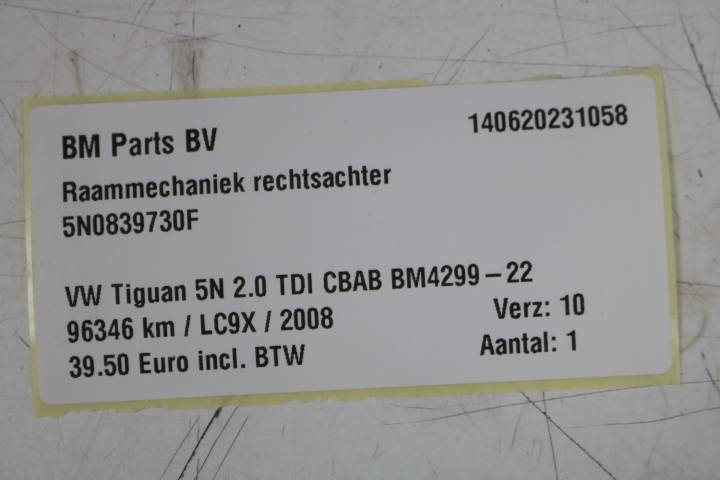 BM Parts BV
140620231058
Raammechaniek rechtsachter
5N0839730F
VW Tiguan 5N 2.0 TDI CBAB BM4299 – 22
96346 km / LC9X / 2008
Verz: 10
39.50 Euro incl. BTW
Aantal: 1